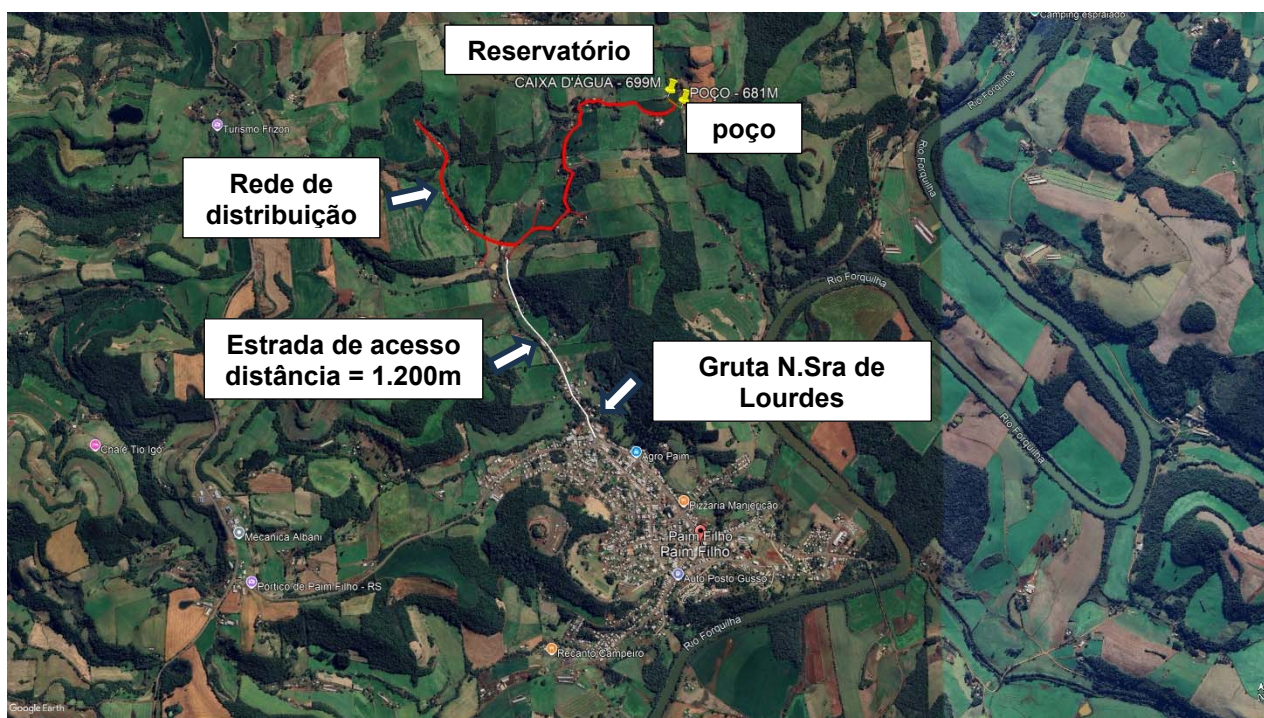 Camping espraiado
Reservatório
CAIXA D'ÁGUA - 699M
POÇO - 681M
poço
Turismo Frizon
Rio Forquilha
Rede de
distribuição
Rio Forquilha
Rio Forquilha
Estrada de acesso
distância = 1.200m
Gruta N.Sra de
Lourdes
Rio Forquilha
Chalé Tio Igo
Agro Paim
Pizzaria Manjericão
Mecânica Albani
Paim Filho
Paim Filho
Auto Posto Gusso
Pórtico de Paim Filho - RS
Rio Forquilha
Recanto Campeiro
Google Earth
N